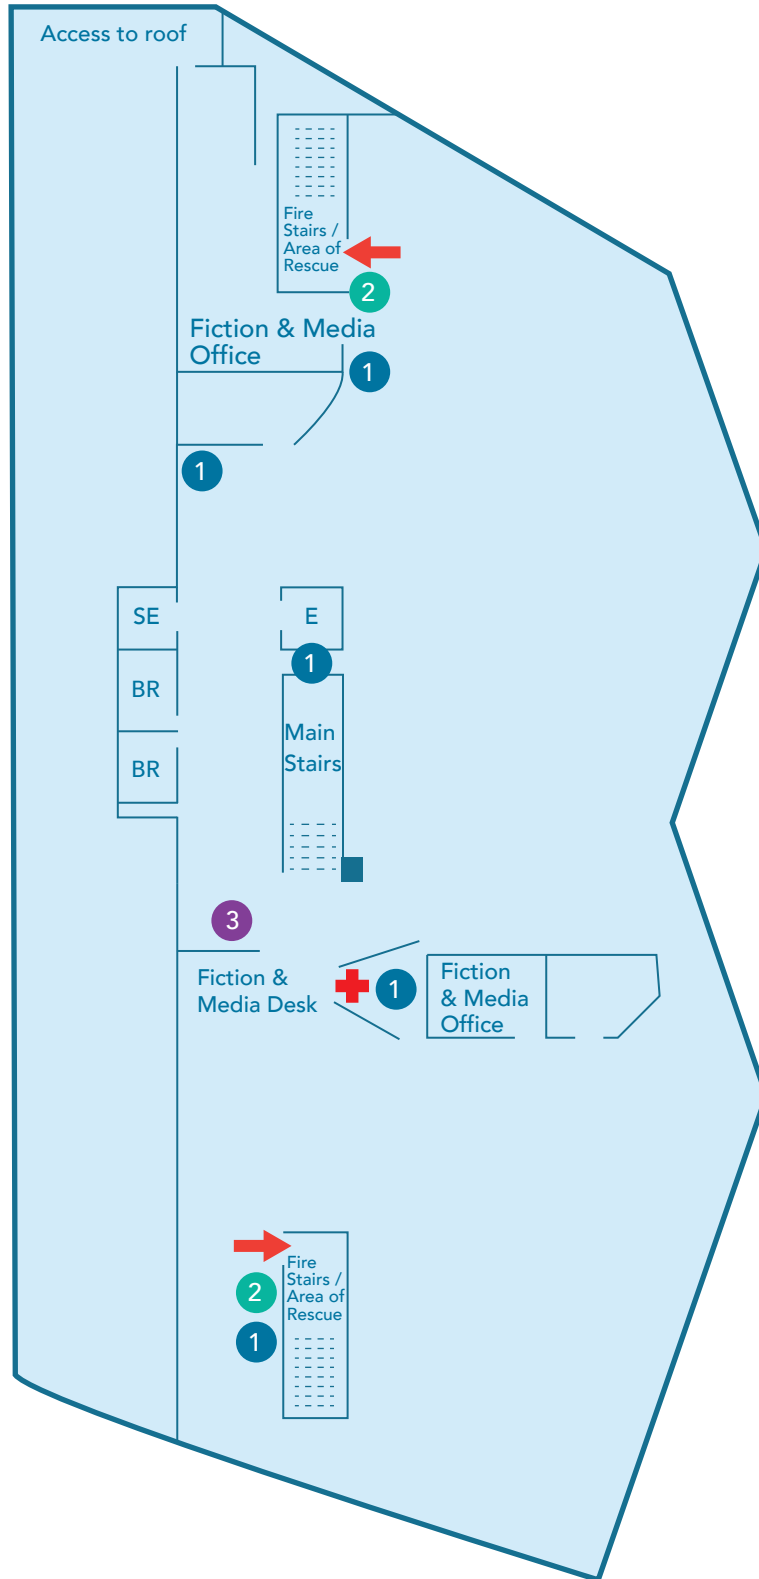 Access to roof
Fire
Stairs /
Area of
Rescue
2
Fiction & Media
Office
1
1
SE
E
1
BR
Main
Stairs
BR
3
Fiction &
Media Desk
1
Fiction
& Media
Office
Fire
Stairs /
Area of
Rescue
2
1